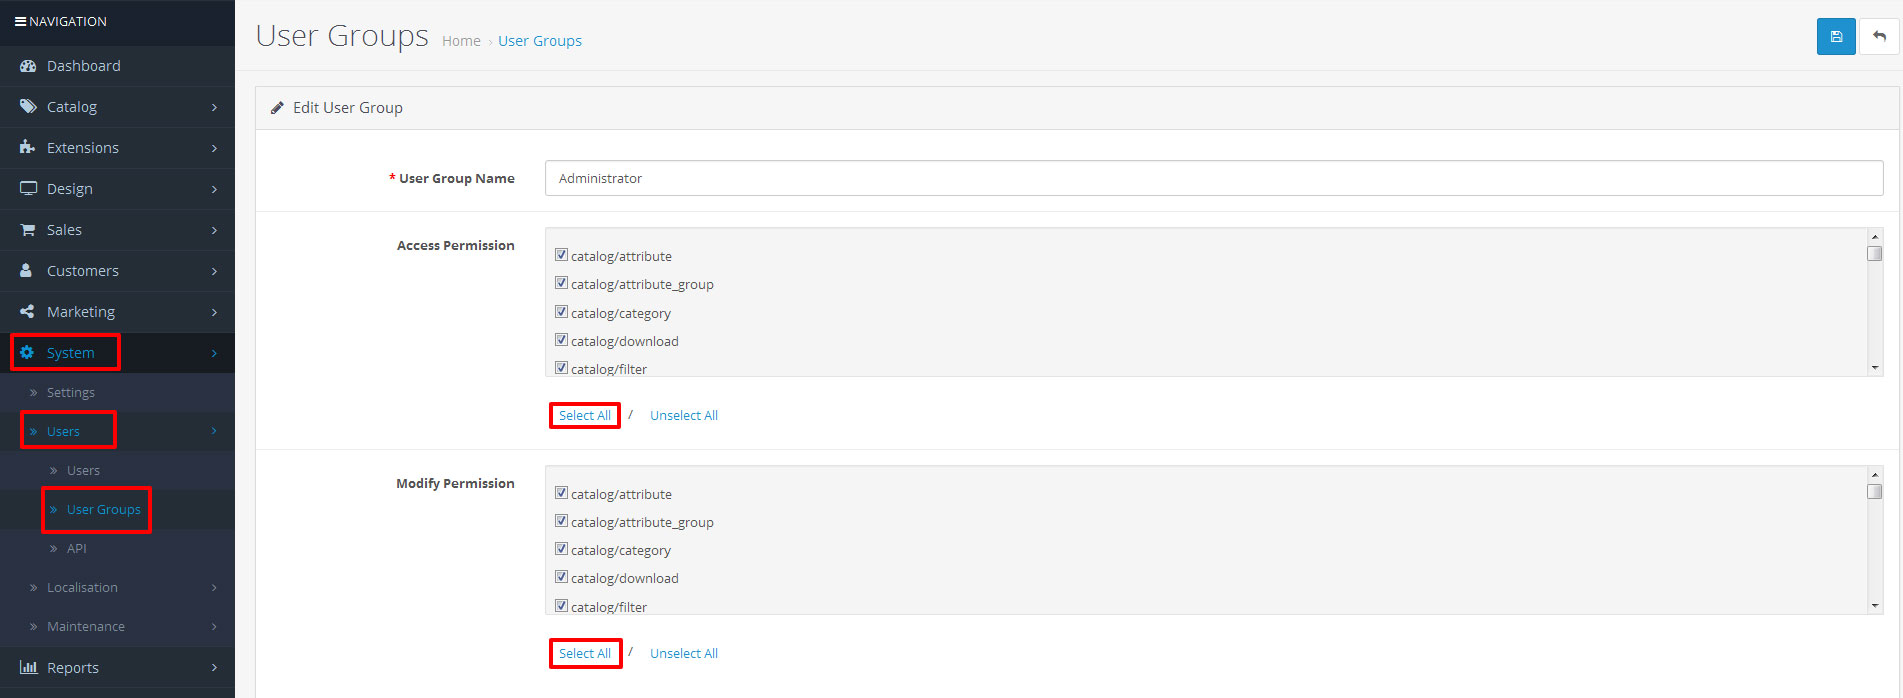 NAVIGATION
Dashboard
Catalog
Extensions
Design
Sales
Customers
Marketing
System
Settings
Users
Users
User Groups
API
Localisation
Maintenance
Reports
User Groups Home › User Groups
Edit User Group
* User Group Name Administrator
Access Permission
catalog/attribute
catalog/attribute_group
catalog/category
catalog/download
catalog/filter
Select All / Unselect All
Modify Permission
catalog/attribute
catalog/attribute_group
catalog/category
catalog/download
catalog/filter
Select All / Unselect All